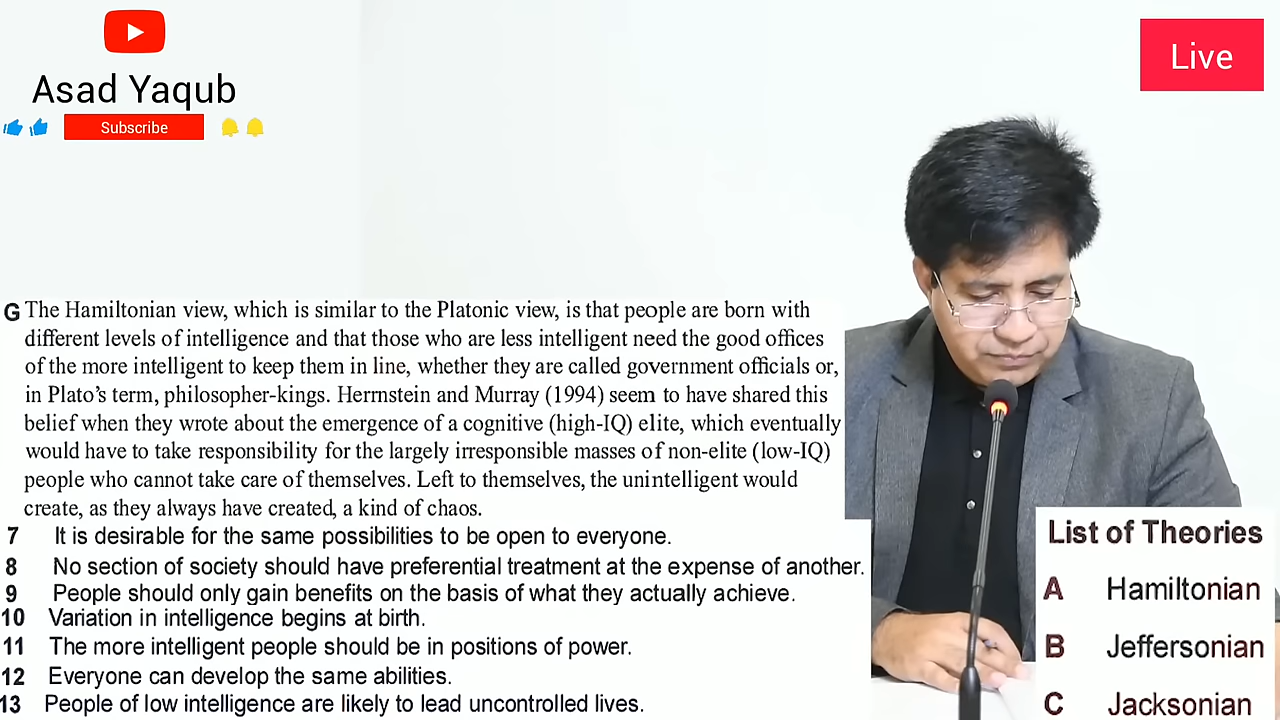 Asad Yaqub
Subscribe
Live
G The Hamiltonian view, which is similar to the Platonic view, is that people are born with
different levels of intelligence and that those who are less intelligent need the good offices
of the more intelligent to keep them in line, whether they are called government officials or,
in Plato's term, philosopher-kings. Herrnstein and Murray (1994) seem to have shared this
belief when they wrote about the emergence of a cognitive (high-IQ) elite, which eventually
would have to take responsibility for the largely irresponsible masses of non-elite (low-IQ)
people who cannot take care of themselves. Left to themselves, the unintelligent would
create, as they always have created, a kind of chaos.
7 It is desirable for the same possibilities to be open to everyone.
8 No section of society should have preferential treatment at the expense of another.
9 People should only gain benefits on the basis of what they actually achieve.
10 Variation in intelligence begins at birth.
11 The more intelligent people should be in positions of power.
12 Everyone can develop the same abilities.
13 People of low intelligence are likely to lead uncontrolled lives.
List of Theories
A Hamiltonian
B Jeffersonian
C Jacksonian